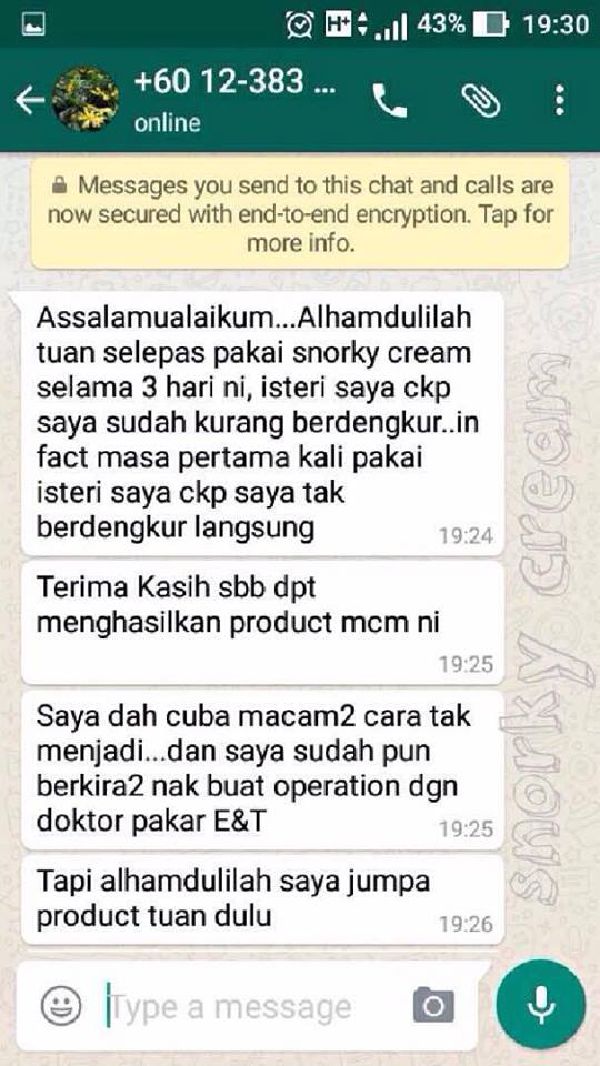 H+ 43% 19:30
+60 12-383 ...
online
Messages you send to this chat and calls are
now secured with end-to-end encryption. Tap for
more info.
Assalamualaikum...Alhamdulilah
tuan selepas pakai snorky cream
selama 3 hari ni, isteri saya ckp
saya sudah kurang berdengkur..in
fact masa pertama kali pakai
isteri saya ckp saya tak
berdengkur langsung
19:24
Terima Kasih sbb dpt
menghasilkan product mcm ni
19:25
Saya dah cuba macam2 cara tak
menjadi...dan saya sudah pun
berkira2 nak buat operation dgn
doktor pakar E&T
19:25
Tapi alhamdulilah saya jumpa
product tuan dulu
19:26
Type a message
snorky cream